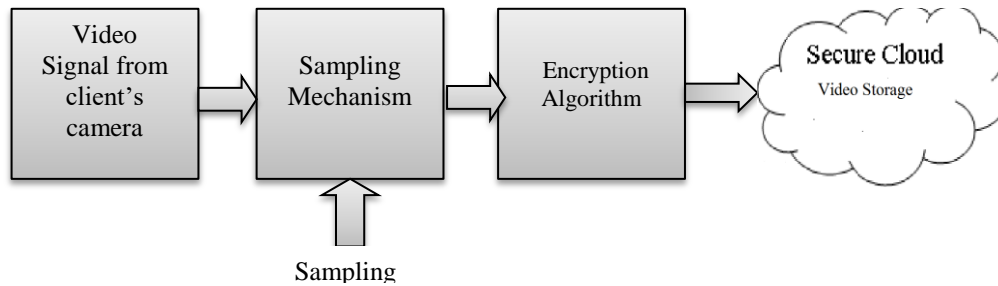 Video
Signal from
client's
camera
Sampling
Mechanism
Encryption
Algorithm
Secure Cloud
Video Storage
Sampling